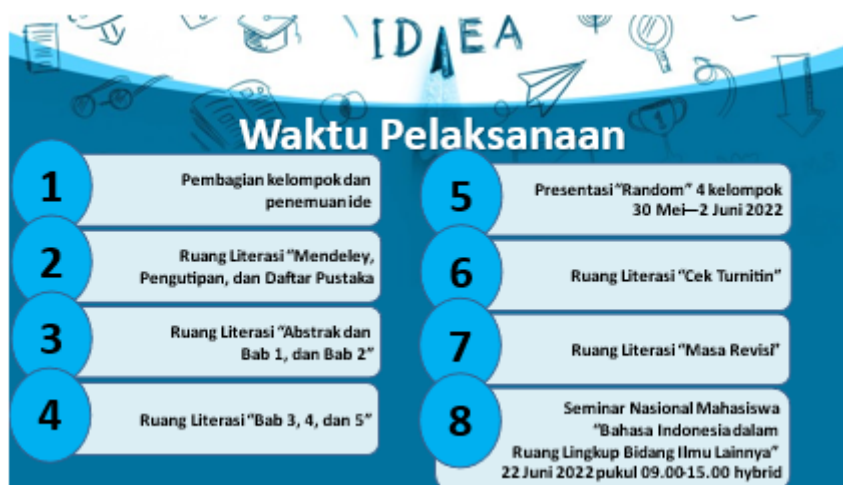 IDEA
Waktu Pelaksanaan
1
Pembagian kelompok dan
penemuan ide
2
Ruang Literasi "Mendeley,
Pengutipan, dan Daftar Pustaka
3
Ruang Literasi "Abstrak dan
Bab 1, dan Bab 2"
4
Ruang Literasi "Bab 3, 4, dan 5"
5
Presentasi "Random" 4 kelompok
30 Mei—2 Juni 2022
6
Ruang Literasi "Cek Turnitin"
7
Ruang Literasi "Masa Revisi"
8
Seminar Nasional Mahasiswa
"Bahasa Indonesia dalam
Ruang Lingkup Bidang Ilmu Lainnya"
22 Juni 2022 pukul 09.00-15.00 hybrid